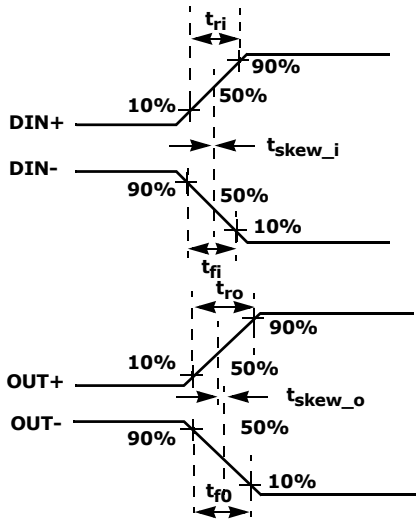 tri
90%
10%
50%
DIN+
tskew_i
DIN-
90%
50%
10%
tfi
tro
90%
10%
50%
OUT+
tskew_o
OUT-
90%
50%
10%
tf0